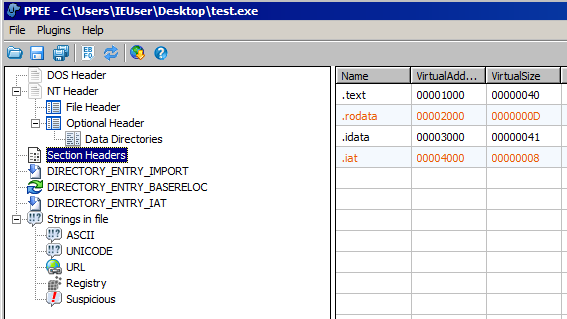 PPEE - C:\Users\IEUser\Desktop\test.exe
File Plugins Help
DOS Header
NT Header
File Header
Optional Header
Data Directories
Section Headers
DIRECTORY_ENTRY_IMPORT
DIRECTORY_ENTRY_BASERELOC
DIRECTORY_ENTRY_IAT
Strings in file
ASCII
UNICODE
URL
Registry
Suspicious
Name VirtualAdd... VirtualSize
.text 00001000 00000040
.rodata 00002000 0000000D
.idata 00003000 00000041
.iat 00004000 00000008